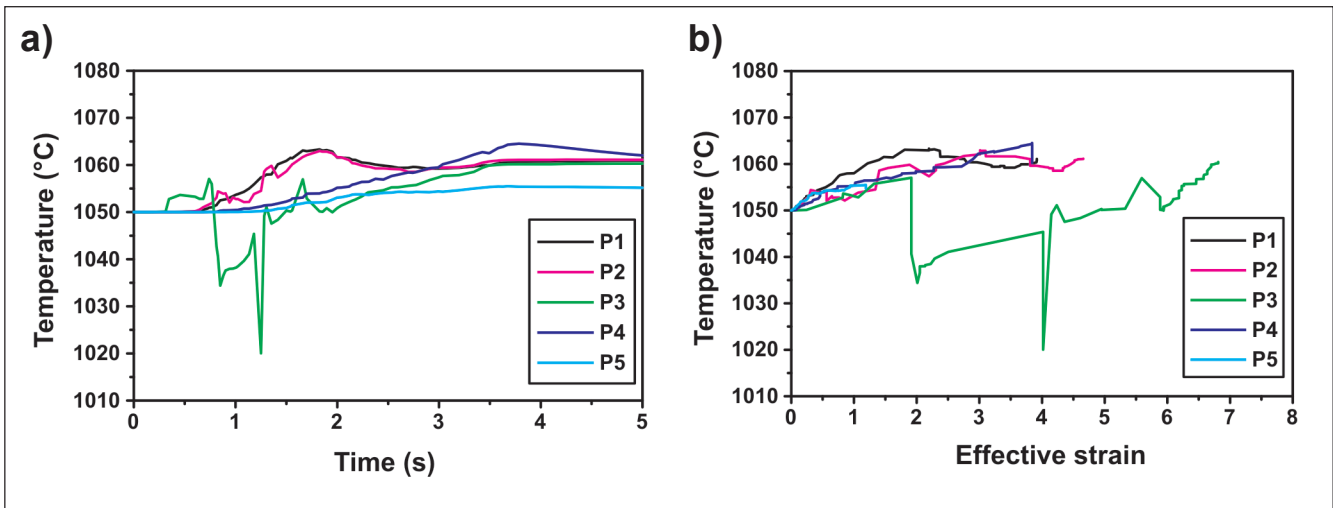 a)
Temperature (°C)
1080
1070
1060
1050
1040
1030
1020
1010
0 1 2 3 4 5
Time (s)
P1
P2
P3
P4
P5
b)
Temperature (°C)
1080
1070
1060
1050
1040
1030
1020
1010
0 1 2 3 4 5 6 7 8
Effective strain
P1
P2
P3
P4
P5